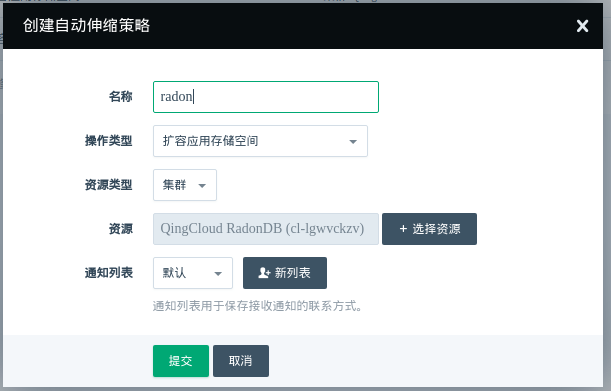 创建自动伸缩策略
名称 radon
操作类型 扩容应用存储空间
资源类型 集群
资源 QingCloud RadonDB (cl-lgwvckzv) + 选择资源
通知列表 默认 新列表
通知列表用于保存接收通知的联系方式。
提交 取消